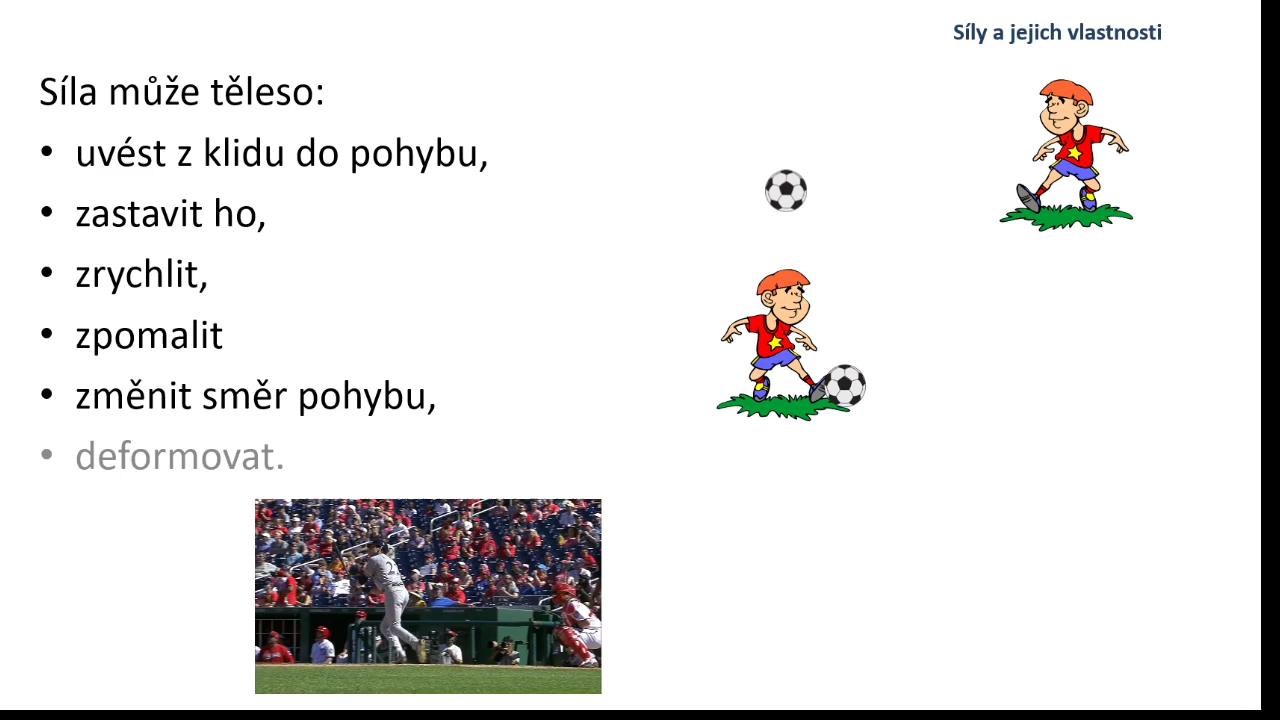 Síly a jejich vlastnosti
Síla může těleso:
• uvést z klidu do pohybu,
• zastavit ho,
• zrychlit,
• zpomalit
• změnit směr pohybu,
• deformovat.